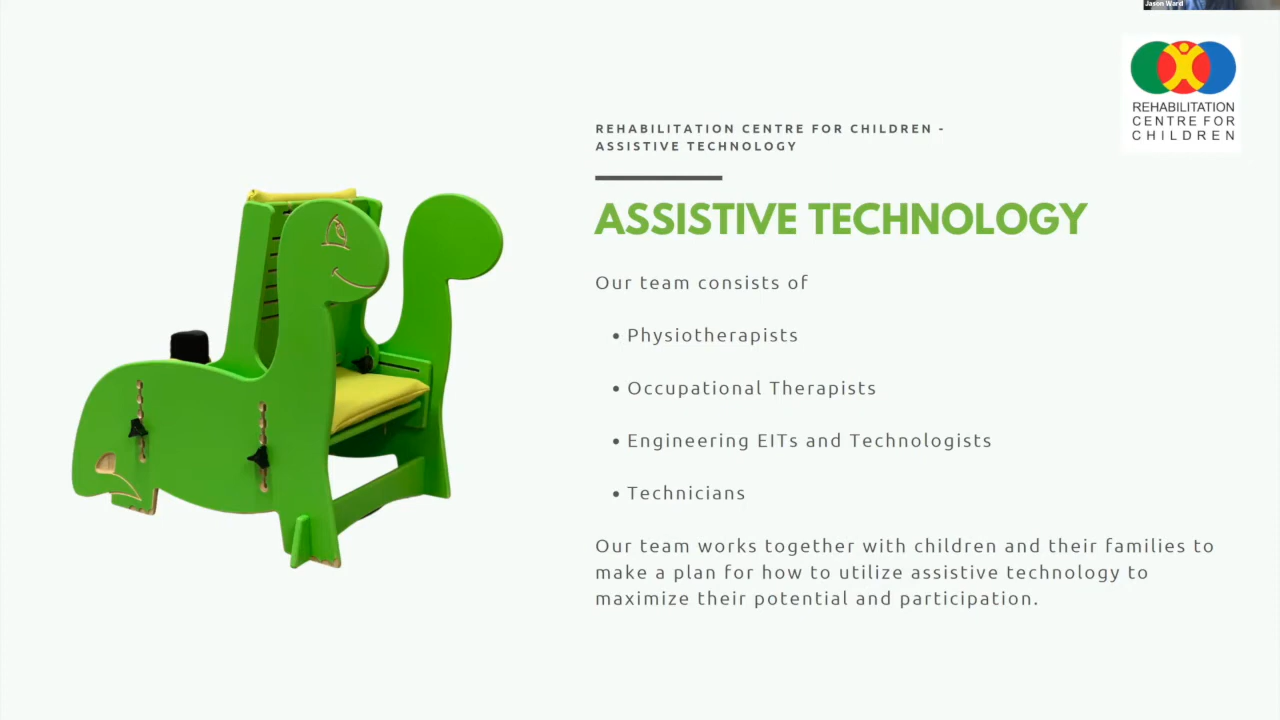 Jason Ward
REHABILITATION
CENTRE FOR
CHILDREN
REHABILITATION CENTRE FOR CHILDREN -
ASSISTIVE TECHNOLOGY
ASSISTIVE TECHNOLOGY
Our team consists of
• Physiotherapists
• Occupational Therapists
• Engineering EITs and Technologists
• Technicians
Our team works together with children and their families to
make a plan for how to utilize assistive technology to
maximize their potential and participation.